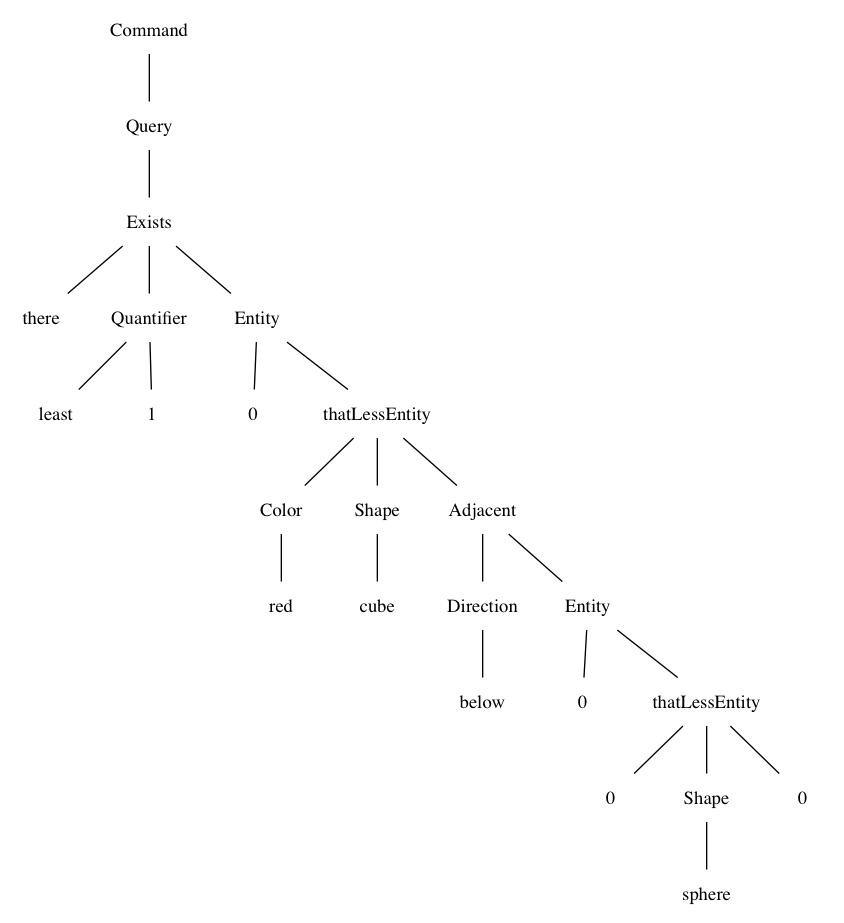 Command
Query
Exists
there Quantifier Entity
least 1 0 thatLessEntity
Color Shape Adjacent
red cube Direction Entity
below 0 thatLessEntity
0 Shape 0
sphere